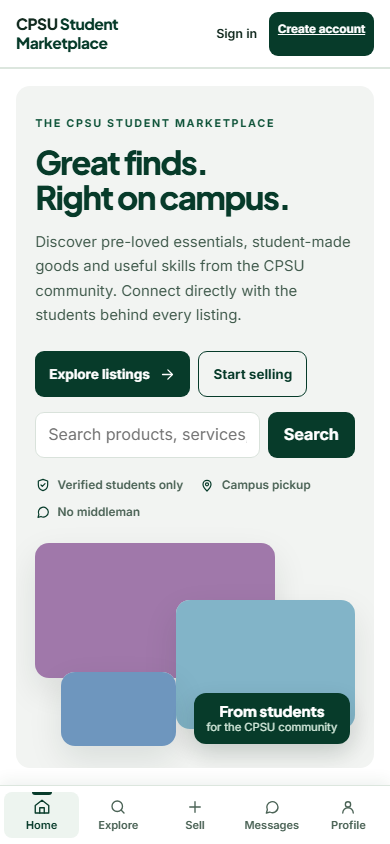 CPSU Student
Marketplace
Sign in
Create account
THE CPSU STUDENT MARKETPLACE
Great finds.
Right on campus.
Discover pre-loved essentials, student-made
goods and useful skills from the CPSU
community. Connect directly with the
students behind every listing.
Explore listings →
Start selling
Search products, services
Search
Verified students only
Campus pickup
No middleman
From students
for the CPSU community
Home
Explore
Sell
Messages
Profile